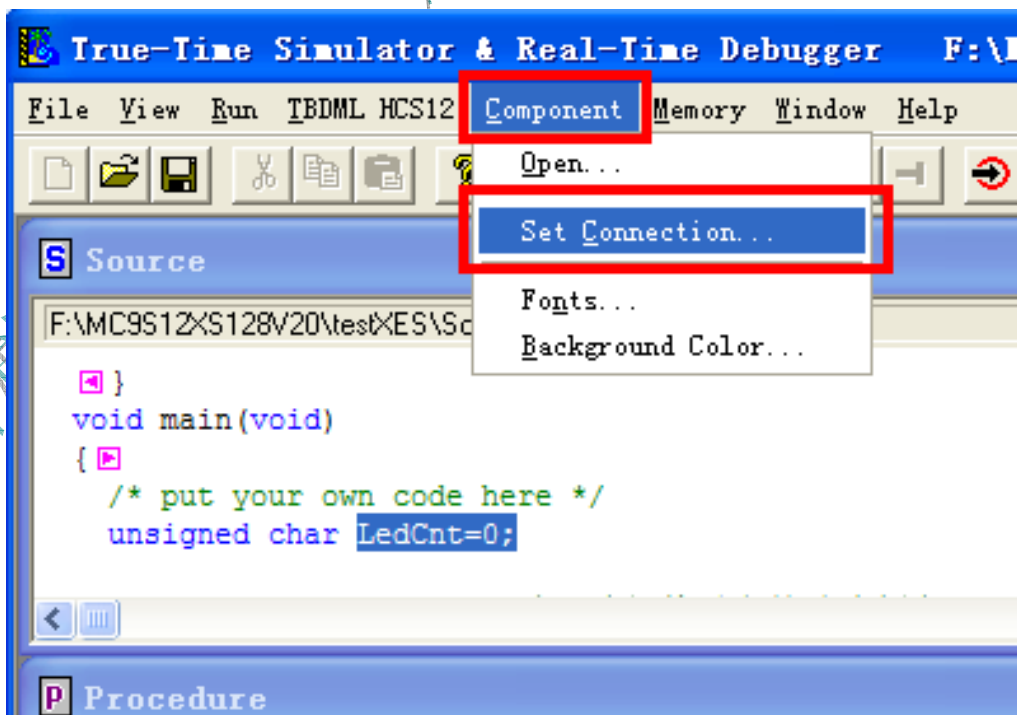 True-Time Simulator & Real-Time Debugger F:\
File View Run TBDML HCS12 Component Memory Window Help
Open...
Set Connection...
Fonts...
Background Color...
S Source
F:\MC9S12XS128V20\testXES\So
}
void main(void)
{
/* put your own code here */
unsigned char LedCnt=0;
P Procedure